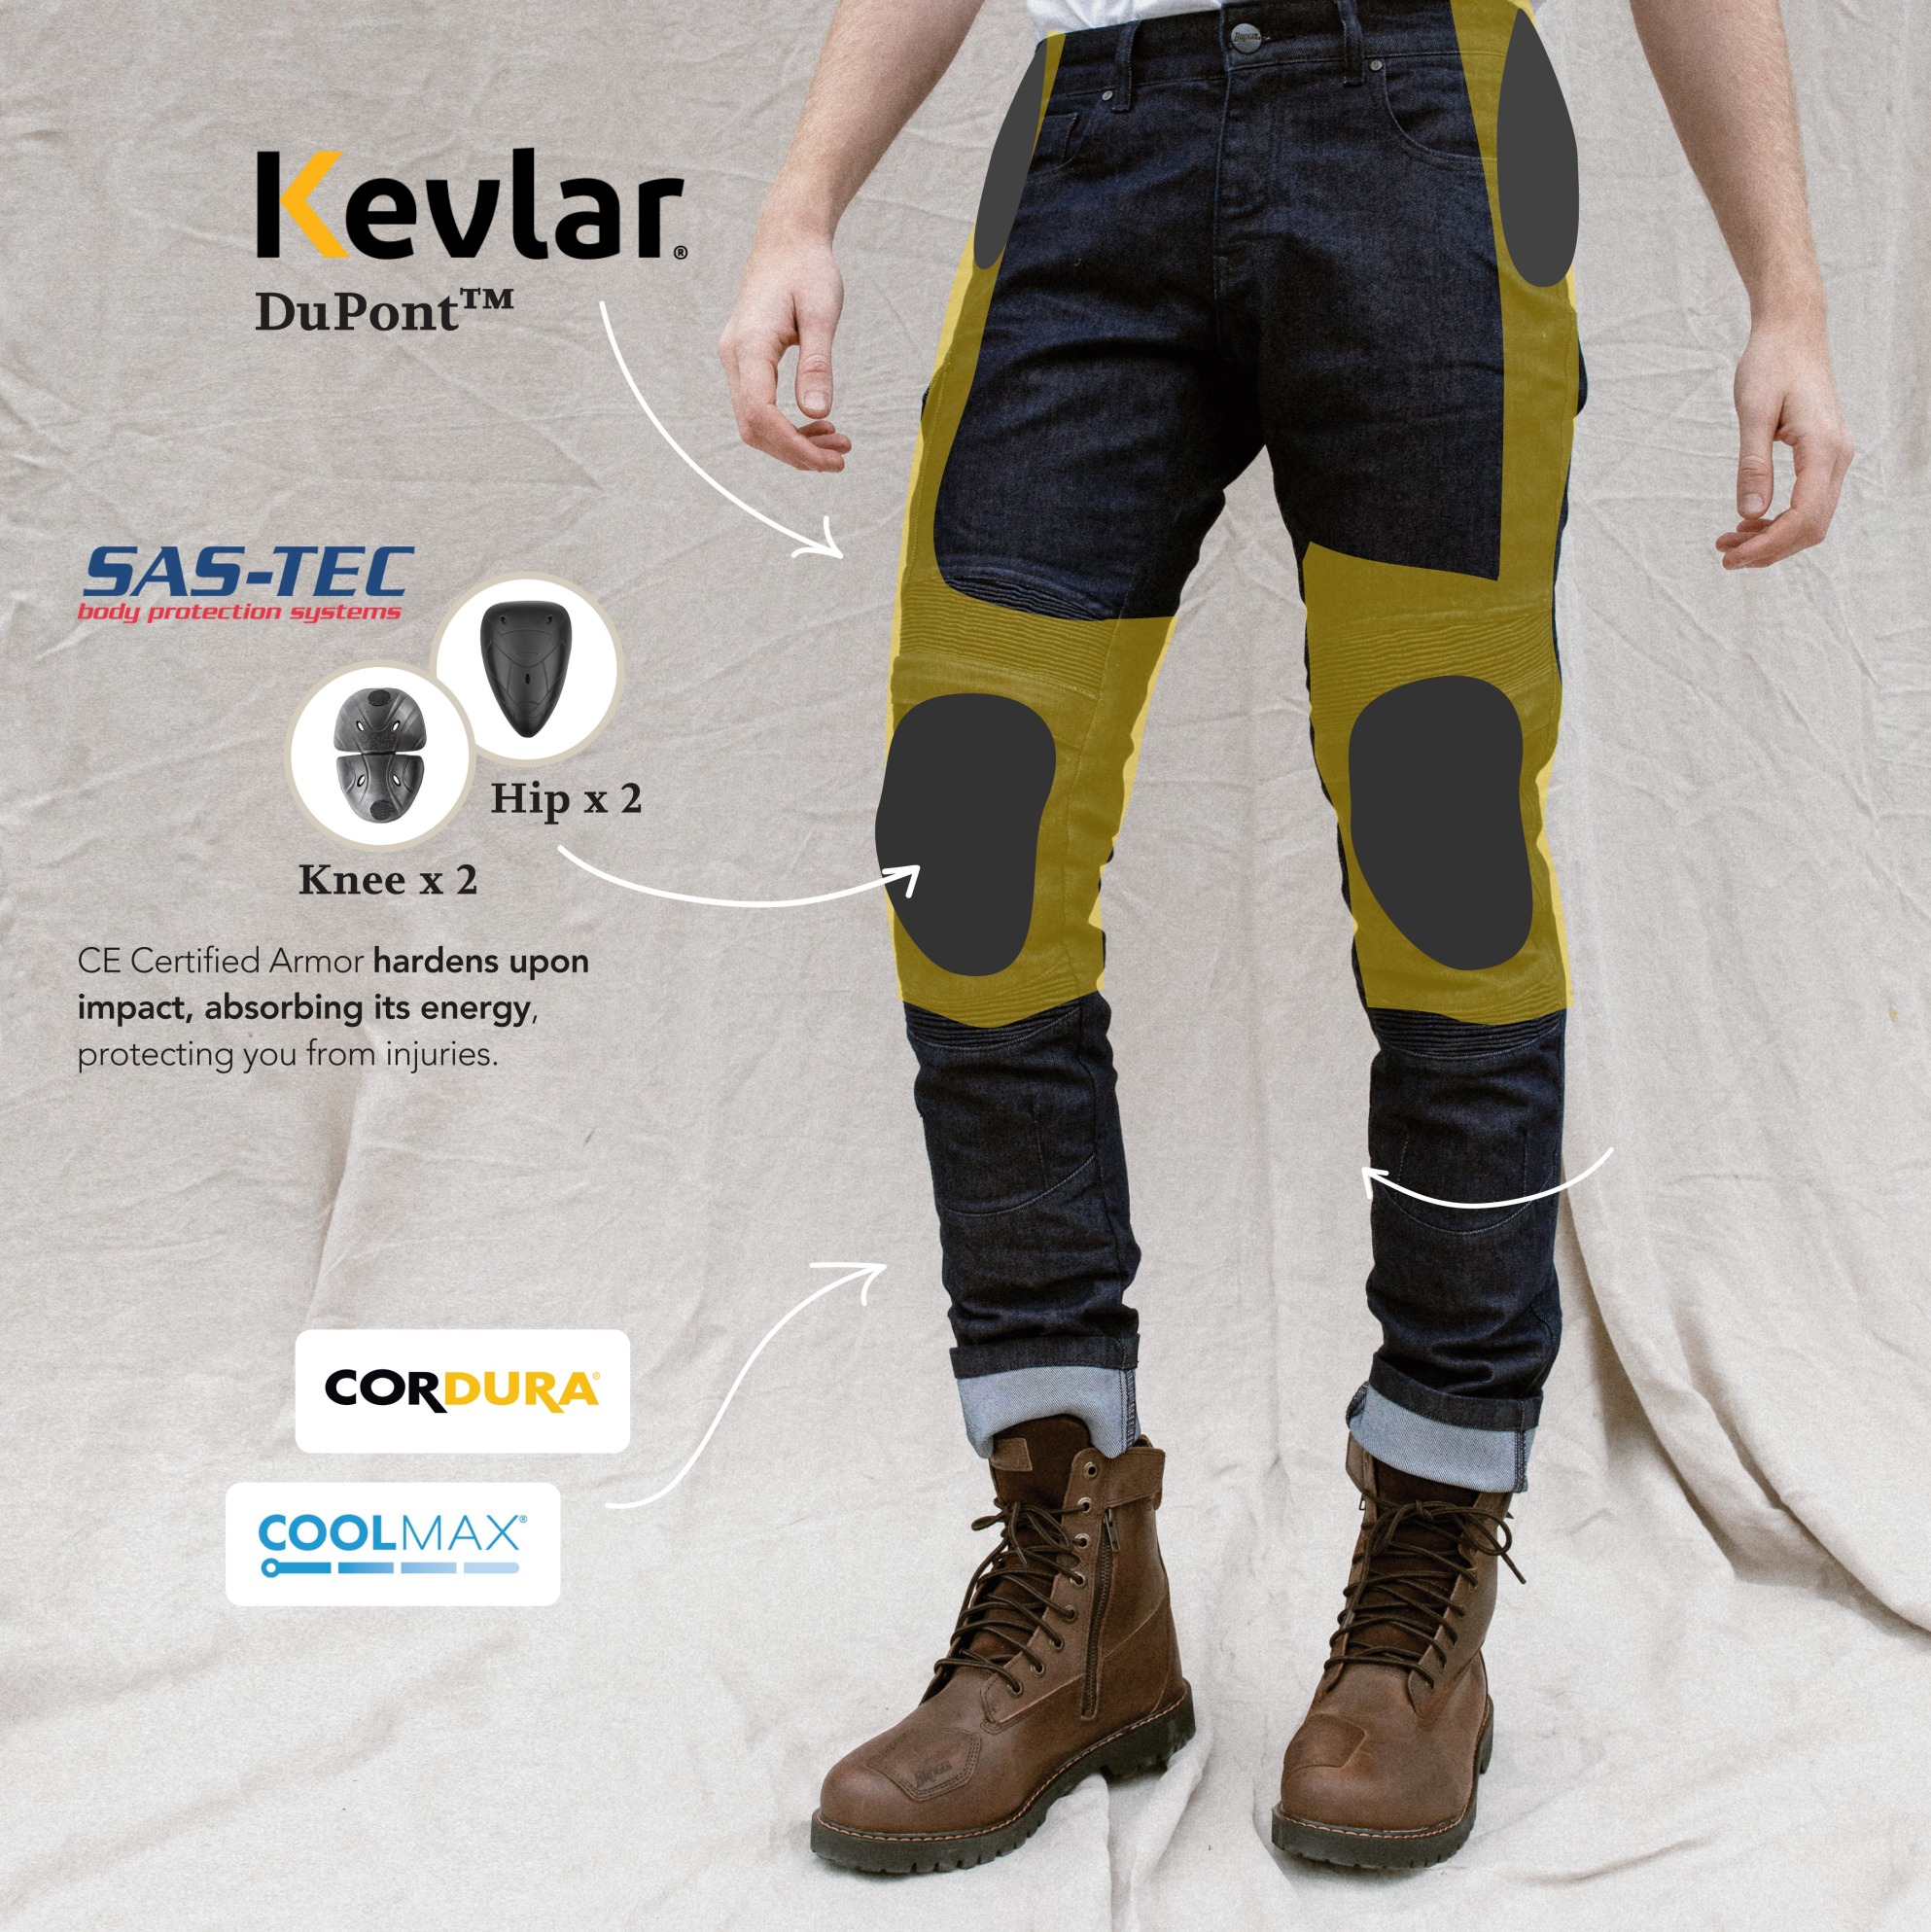 Kevlar®
DuPont™
SAS-TEC
body protection systems
Hip x 2
Knee x 2
CE Certified Armor hardens upon
impact, absorbing its energy,
protecting you from injuries.
CORDURA®
COOLMAX®